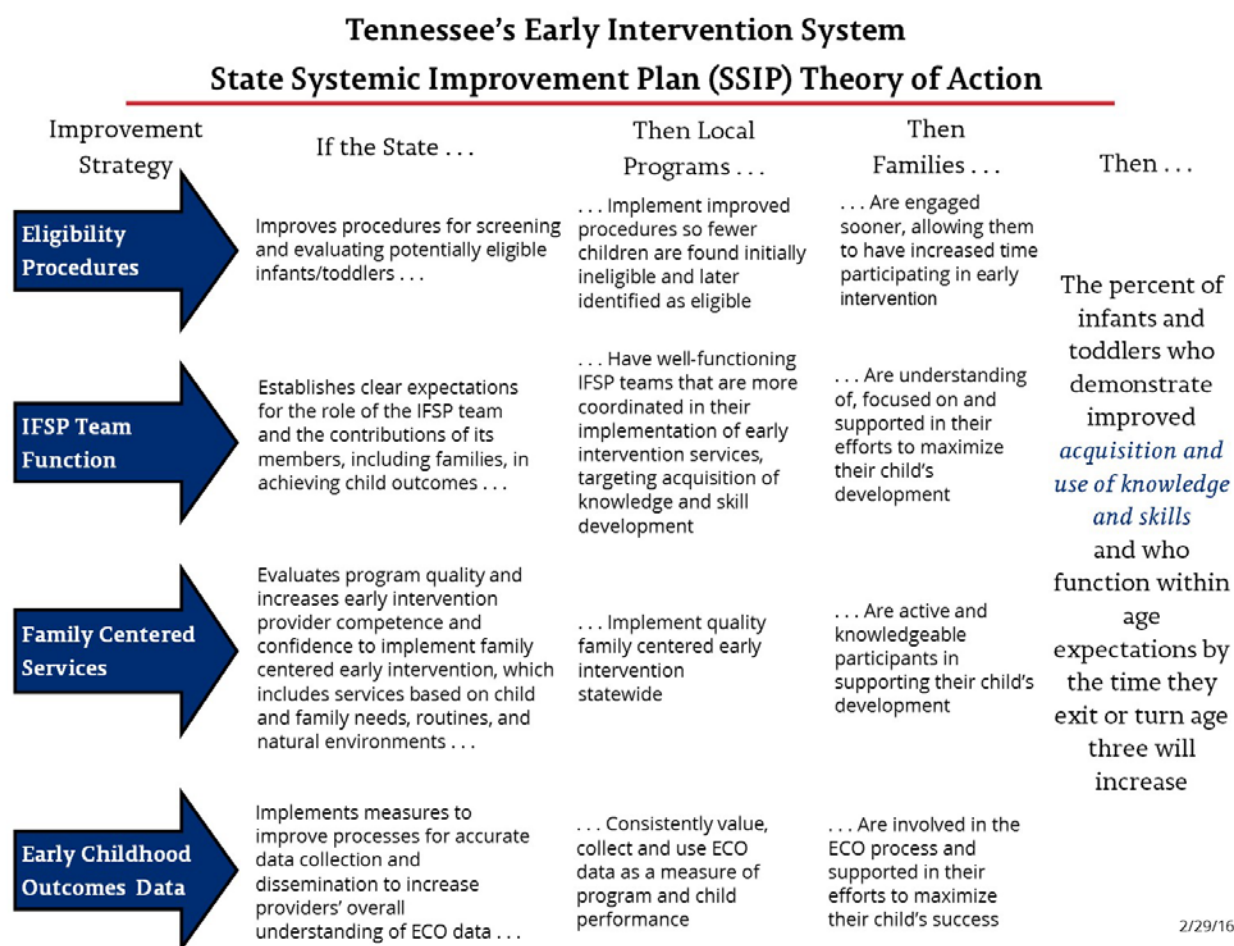 Tennessee's Early Intervention System
State Systemic Improvement Plan (SSIP) Theory of Action
Improvement
Strategy
If the State . . .
Then Local
Programs . . .
Then
Families . . .
Then . . .
Eligibility
Procedures
Improves procedures for screening
and evaluating potentially eligible
infants/toddlers . . .
. . . Implement improved
procedures so fewer
children are found initially
ineligible and later
identified as eligible
. . . Are engaged
sooner, allowing them
to have increased time
participating in early
intervention
IFSP Team
Function
Establishes clear expectations
for the role of the IFSP team
and the contributions of its
members, including families, in
achieving child outcomes . . .
. . . Have well-functioning
IFSP teams that are more
coordinated in their
implementation of early
intervention services,
targeting acquisition of
knowledge and skill
development
. . . Are understanding
of, focused on and
supported in their
efforts to maximize
their child's
development
Family Centered
Services
Evaluates program quality and
increases early intervention
provider competence and
confidence to implement family
centered early intervention, which
includes services based on child
and family needs, routines, and
natural environments . . .
. . . Implement quality
family centered early
intervention
statewide
. . . Are active and
knowledgeable
participants in
supporting their child's
development
Early Childhood
Outcomes Data
Implements measures to
improve processes for accurate
data collection and
dissemination to increase
providers' overall
understanding of ECO data . . .
. . . Consistently value,
collect and use ECO
data as a measure of
program and child
performance
. . . Are involved in the
ECO process and
supported in their
efforts to maximize
their child's success
The percent of
infants and
toddlers who
demonstrate
improved
acquisition and
use of knowledge
and skills
and who
function within
age
expectations by
the time they
exit or turn age
three will
increase
2/29/16